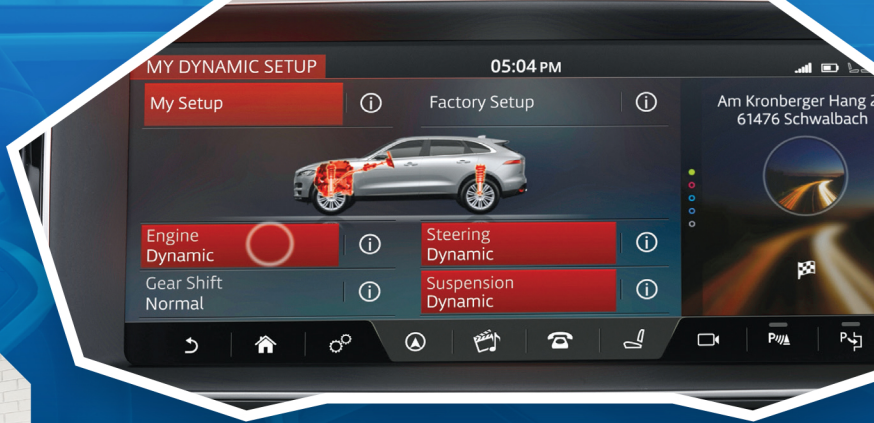 MY DYNAMIC SETUP
05:04 PM
My Setup
Factory Setup
Am Kronberger Hang
61476 Schwalbach
Engine
Dynamic
Steering
Dynamic
Gear Shift
Normal
Suspension
Dynamic
P
P